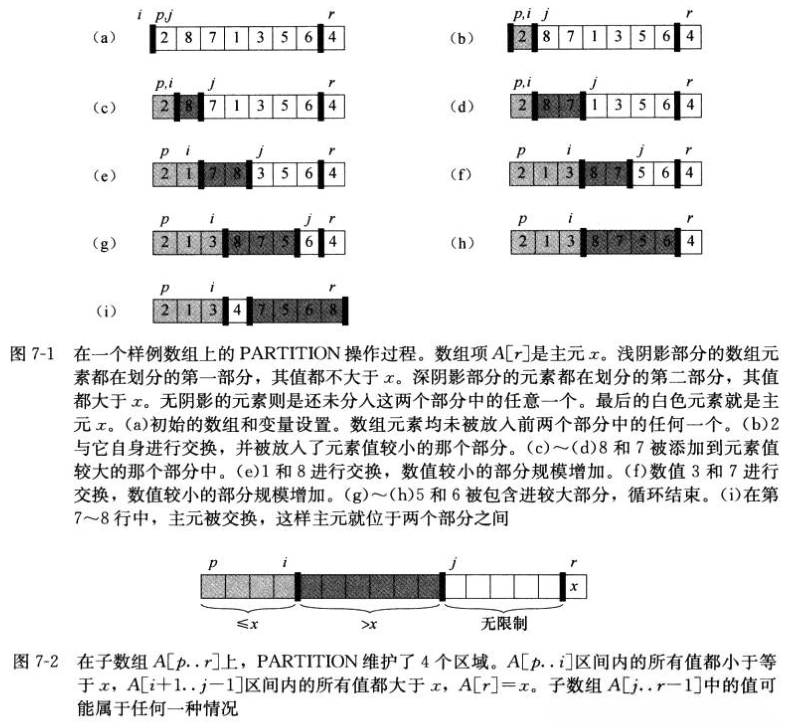 i p,j r p,i j r
(a) 2 8 7 1 3 5 6 4 (b) 2 8 7 1 3 5 6 4
p,i j r p,i j r
(c) 2 8 7 1 3 5 6 4 (d) 2 8 7 1 3 5 6 4
p i j r p i j r
(e) 2 1 7 8 3 5 6 4 (f) 2 1 3 8 7 5 6 4
p i j r p i r
(g) 2 1 3 8 7 5 6 4 (h) 2 1 3 8 7 5 6 4
p i r
(i) 2 1 3 4 7 5 6 8
图 7-1 在一个样例数组上的 PARTITION 操作过程。数组项 A[r]是主元 x。浅阴影部分的数组元
素都在划分的第一部分，其值都不大于 x。深阴影部分的元素都在划分的第二部分，其值
都大于 x。无阴影的元素则是还未分入这两个部分中的任意一个。最后的白色元素就是主
元 x。(a)初始的数组和变量设置。数组元素均未被放入前两个部分中的任何一个。(b)2
与它自身进行交换，并被放入了元素值较小的那个部分。(c)～(d)8 和 7 被添加到元素值
较大的那个部分中。(e)1 和 8 进行交换，数值较小的部分规模增加。(f)数值 3 和 7 进行
交换，数值较小的部分规模增加。(g)～(h)5 和 6 被包含进较大部分，循环结束。(i)在第
7～8 行中，主元被交换，这样主元就位于两个部分之间
p i j r
x
≤x >x 无限制
图 7-2 在子数组 A[p..r]上，PARTITION 维护了 4 个区域。A[p..i]区间内的所有值都小于等
于 x，A[i+1..j-1]区间内的所有值都大于 x，A[r]=x。子数组 A[j..r-1]中的值可
能属于任何一种情况